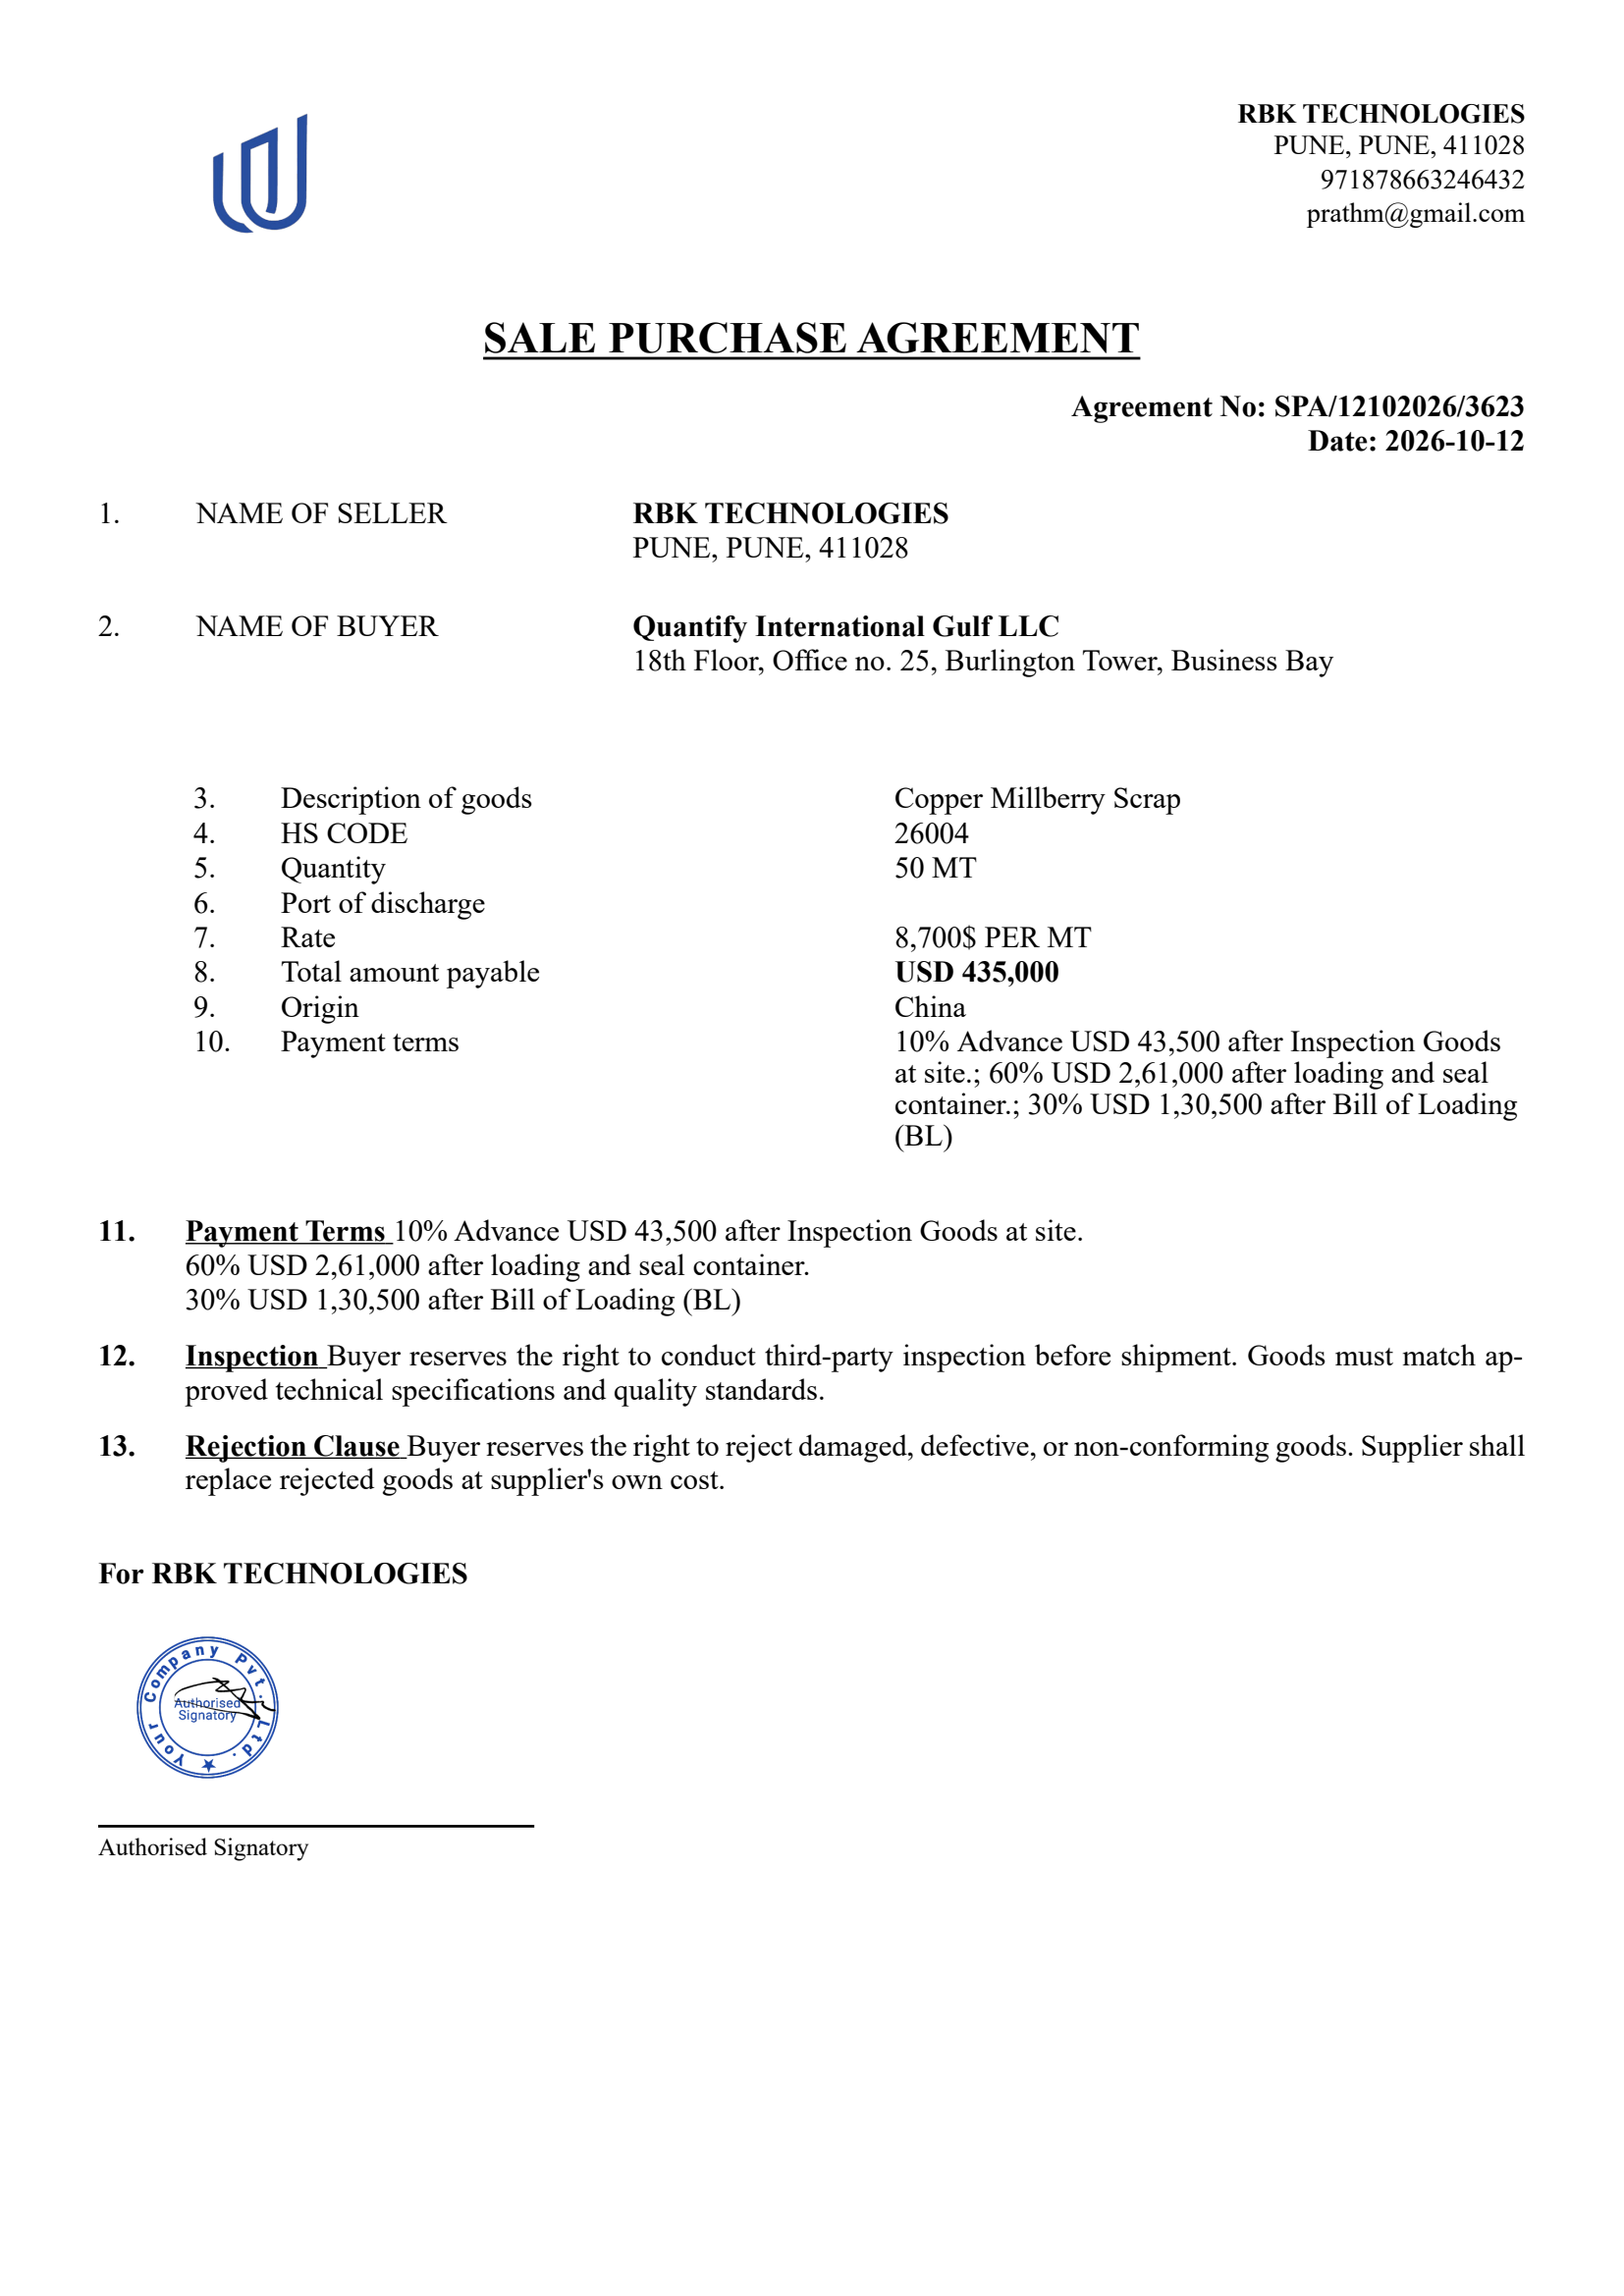 RBK TECHNOLOGIES
PUNE, PUNE, 411028
971878663246432
prathm@gmail.com
SALE PURCHASE AGREEMENT
Agreement No: SPA/12102026/3623
Date: 2026-10-12
1. NAME OF SELLER RBK TECHNOLOGIES
PUNE, PUNE, 411028
2. NAME OF BUYER Quantify International Gulf LLC
18th Floor, Office no. 25, Burlington Tower, Business Bay
3. Description of goods Copper Millberry Scrap
4. HS CODE 26004
5. Quantity 50 MT
6. Port of discharge
7. Rate 8,700$ PER MT
8. Total amount payable USD 435,000
9. Origin China
10. Payment terms 10% Advance USD 43,500 after Inspection Goods
at site.; 60% USD 2,61,000 after loading and seal
container.; 30% USD 1,30,500 after Bill of Loading
(BL)
11. Payment Terms 10% Advance USD 43,500 after Inspection Goods at site.
60% USD 2,61,000 after loading and seal container.
30% USD 1,30,500 after Bill of Loading (BL)
12. Inspection Buyer reserves the right to conduct third-party inspection before shipment. Goods must match ap-
proved technical specifications and quality standards.
13. Rejection Clause Buyer reserves the right to reject damaged, defective, or non-conforming goods. Supplier shall
replace rejected goods at supplier's own cost.
For RBK TECHNOLOGIES
Your Company Pvt. Ltd.
Authorised
Signatory
Authorised Signatory